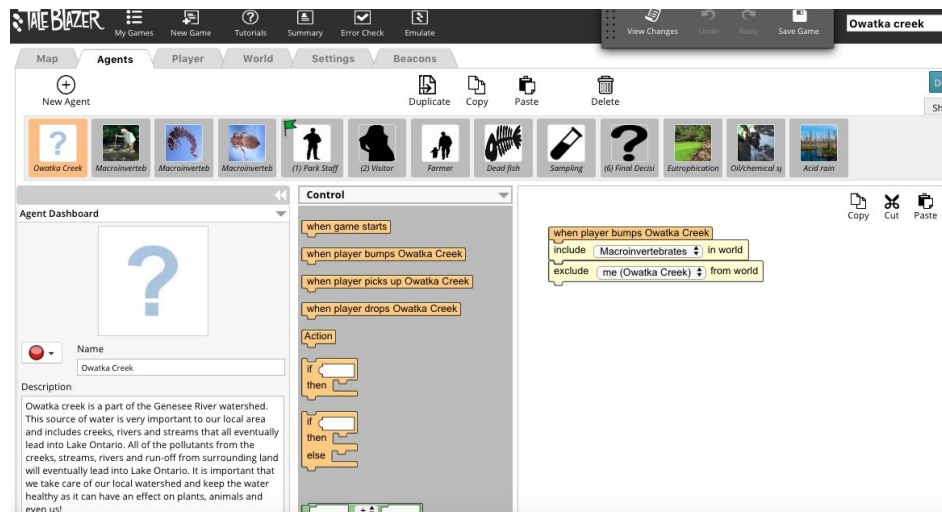 TALEBLAZER
My Games
New Game
Tutorials
Summary
Error Check
Emulate
View Changes
Undo
Redo
Save Game
Owatka creek
Map
Agents
Player
World
Settings
Beacons
New Agent
Duplicate
Copy
Paste
Delete
Owatka Creek
Macroinverteb
Macroinverteb
Macroinverteb
(1) Park Staff
(2) Visitor
Farmer
Dead fish
Sampling
(6) Final Decisi
Eutrophication
Oil/chemical s
Acid rain
Agent Dashboard
Name
Owatka Creek
Description
Owatka creek is a part of the Genesee River watershed.
This source of water is very important to our local area
and includes creeks, rivers and streams that all eventually
lead into Lake Ontario. All of the pollutants from the
creeks, streams, rivers and run-off from surrounding land
will eventually lead into Lake Ontario. It is important that
we take care of our local watershed and keep the water
healthy as it can have an effect on plants, animals and
even us!
Control
when game starts
when player bumps Owatka Creek
when player picks up Owatka Creek
when player drops Owatka Creek
Action
if
then
if
then
else
+
Copy
Cut
Paste
when player bumps Owatka Creek
include Macroinvertebrates in world
exclude me (Owatka Creek) from world